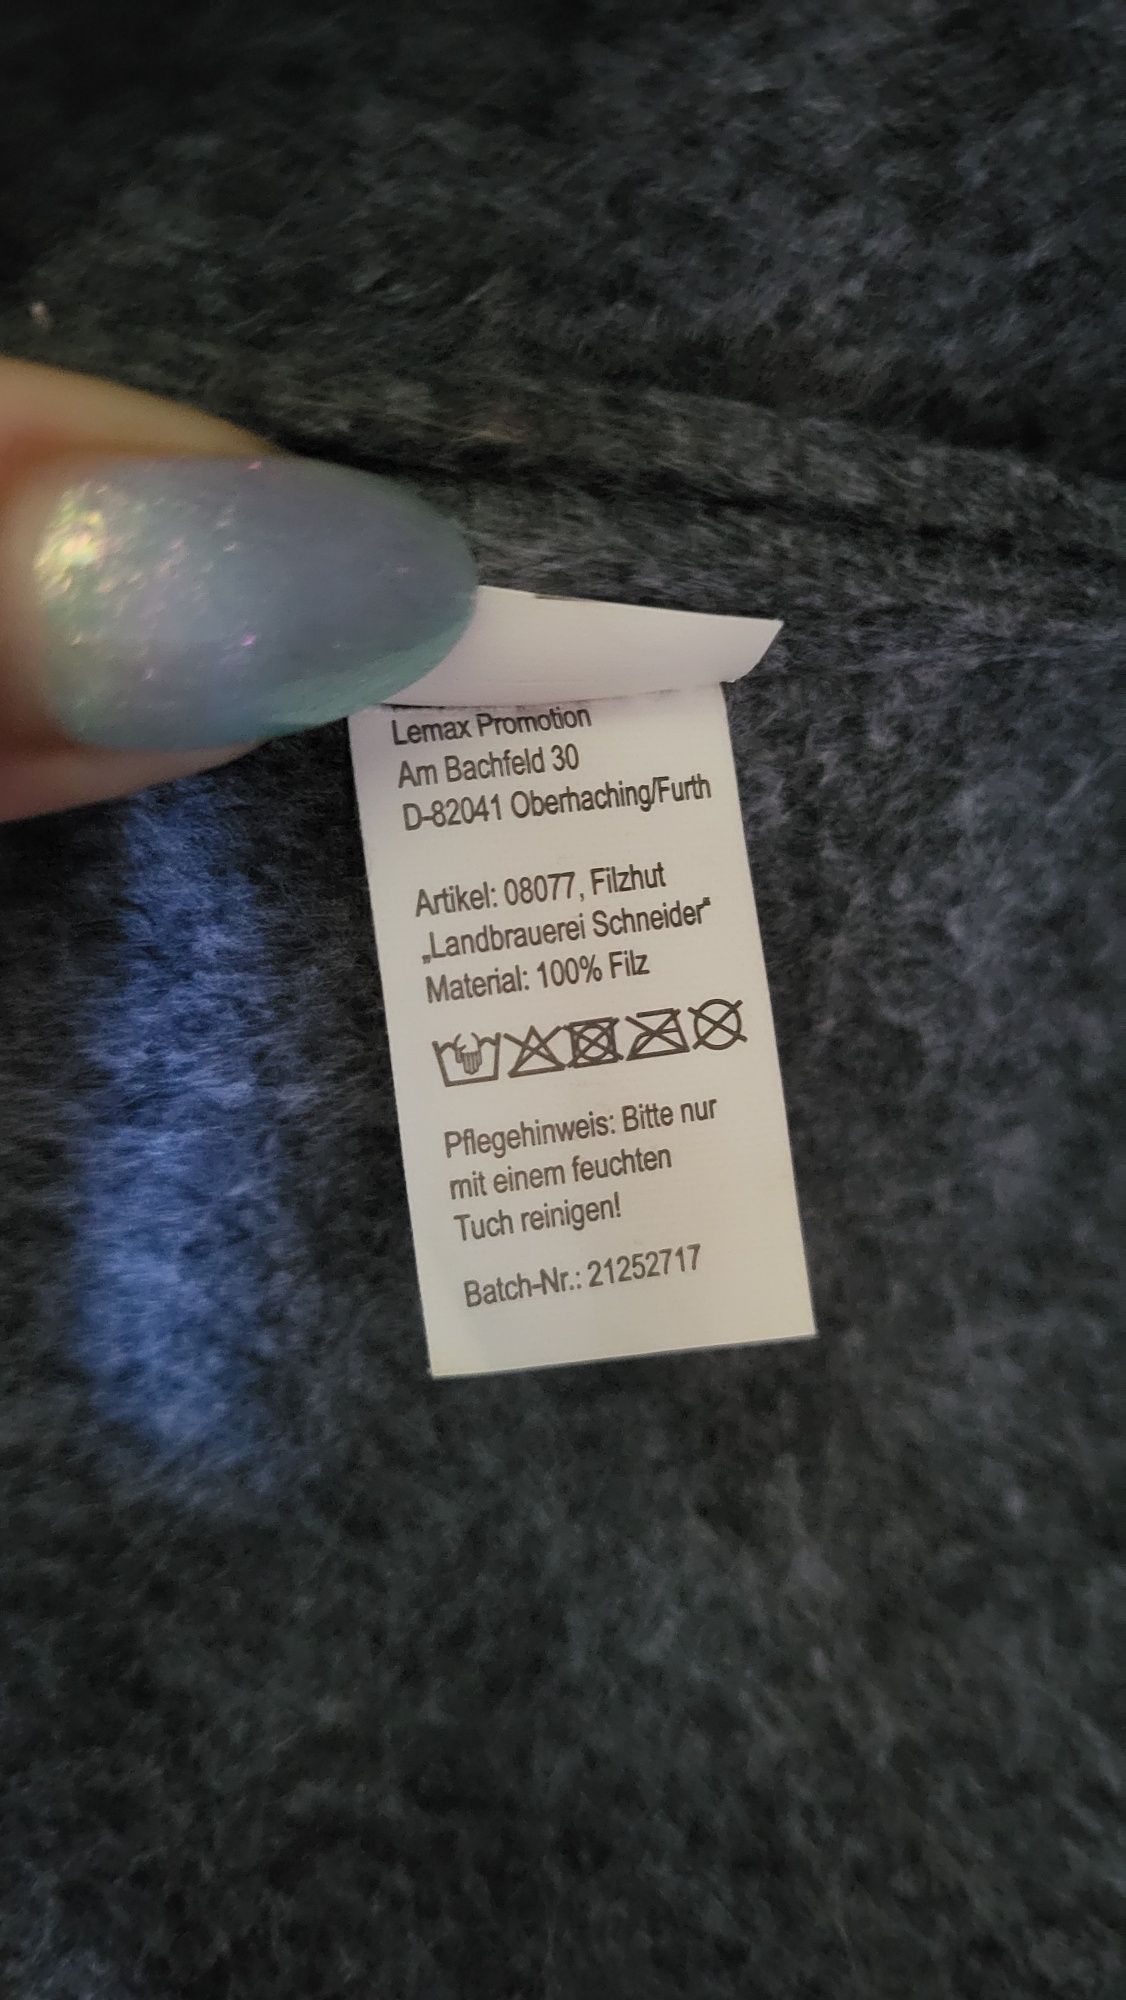 Lemax Promotion
Am Bachfeld 30
D-82041 Oberhaching/Furth
Artikel: 08077, Filzhut
„Landbrauerei Schneider“
Material: 100% Filz
Pflegehinweis: Bitte nur
mit einem feuchten
Tuch reinigen!
Batch-Nr.: 21252717